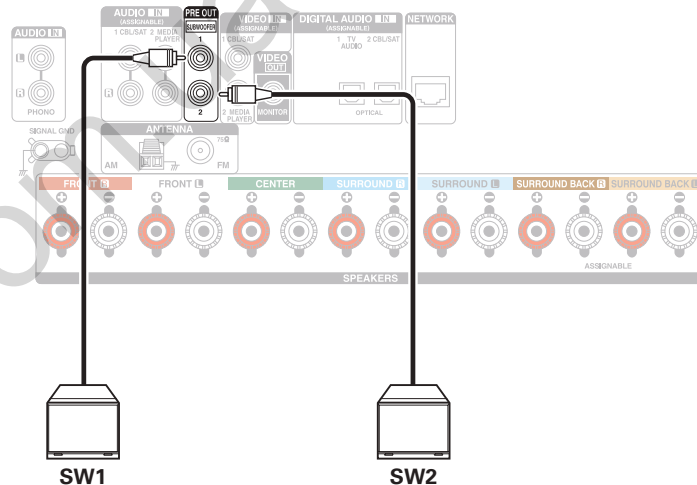 AUDIO IN
L
R
PHONO
AUDIO IN
(ASSIGNABLE)
1 CBL/SAT 2 MEDIA PLAYER
R
PRE OUT
SUBWOOFER
1
2
VIDEO IN
(ASSIGNABLE)
1 CBL/SAT
2 MEDIA PLAYER
VIDEO OUT
MONITOR
DIGITAL AUDIO IN
(ASSIGNABLE)
1 TV AUDIO 2 CBL/SAT
OPTICAL
NETWORK
SIGNAL GND
ANTENNA
AM
75Ω
FM
FRONT R
FRONT L
CENTER
SURROUND R
SURROUND L
SURROUND BACK R
SURROUND BACK L
ASSIGNABLE
SPEAKERS
SW1
SW2